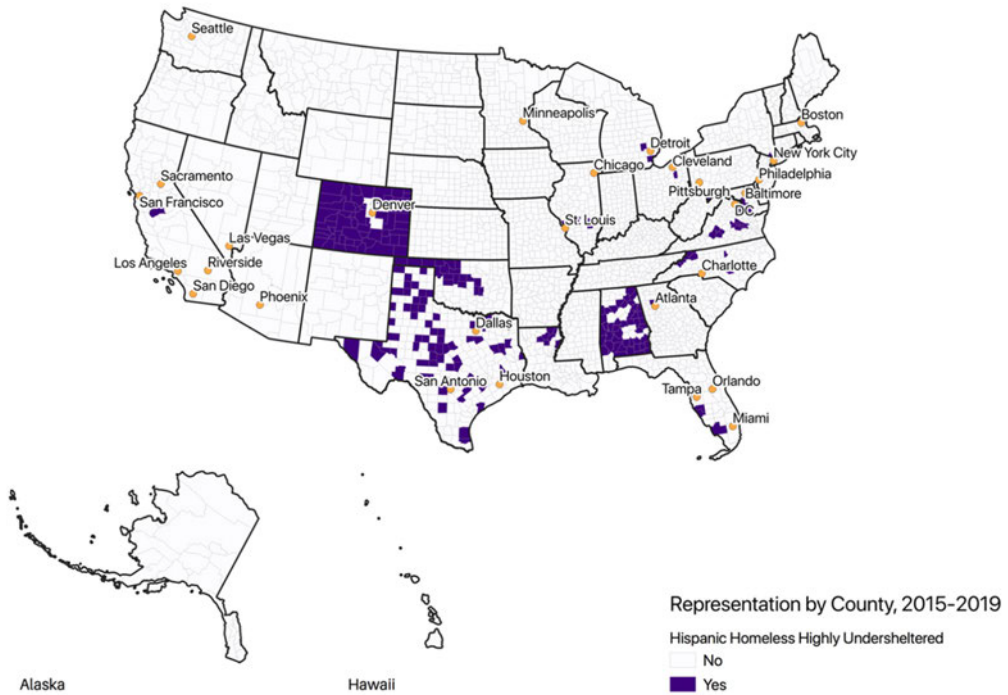 Seattle
Minneapolis
Boston
Detroit
New York City
Chicago
Cleveland
Sacramento
Philadelphia
Pittsburgh
Baltimore
San Francisco
Denver
DC
St. Louis
Las Vegas
Los Angeles
Riverside
Charlotte
San Diego
Phoenix
Atlanta
Dallas
San Antonio
Houston
Orlando
Tampa
Miami
Representation by County, 2015-2019
Hispanic Homeless Highly Undersheltered
No
Yes
Alaska
Hawaii